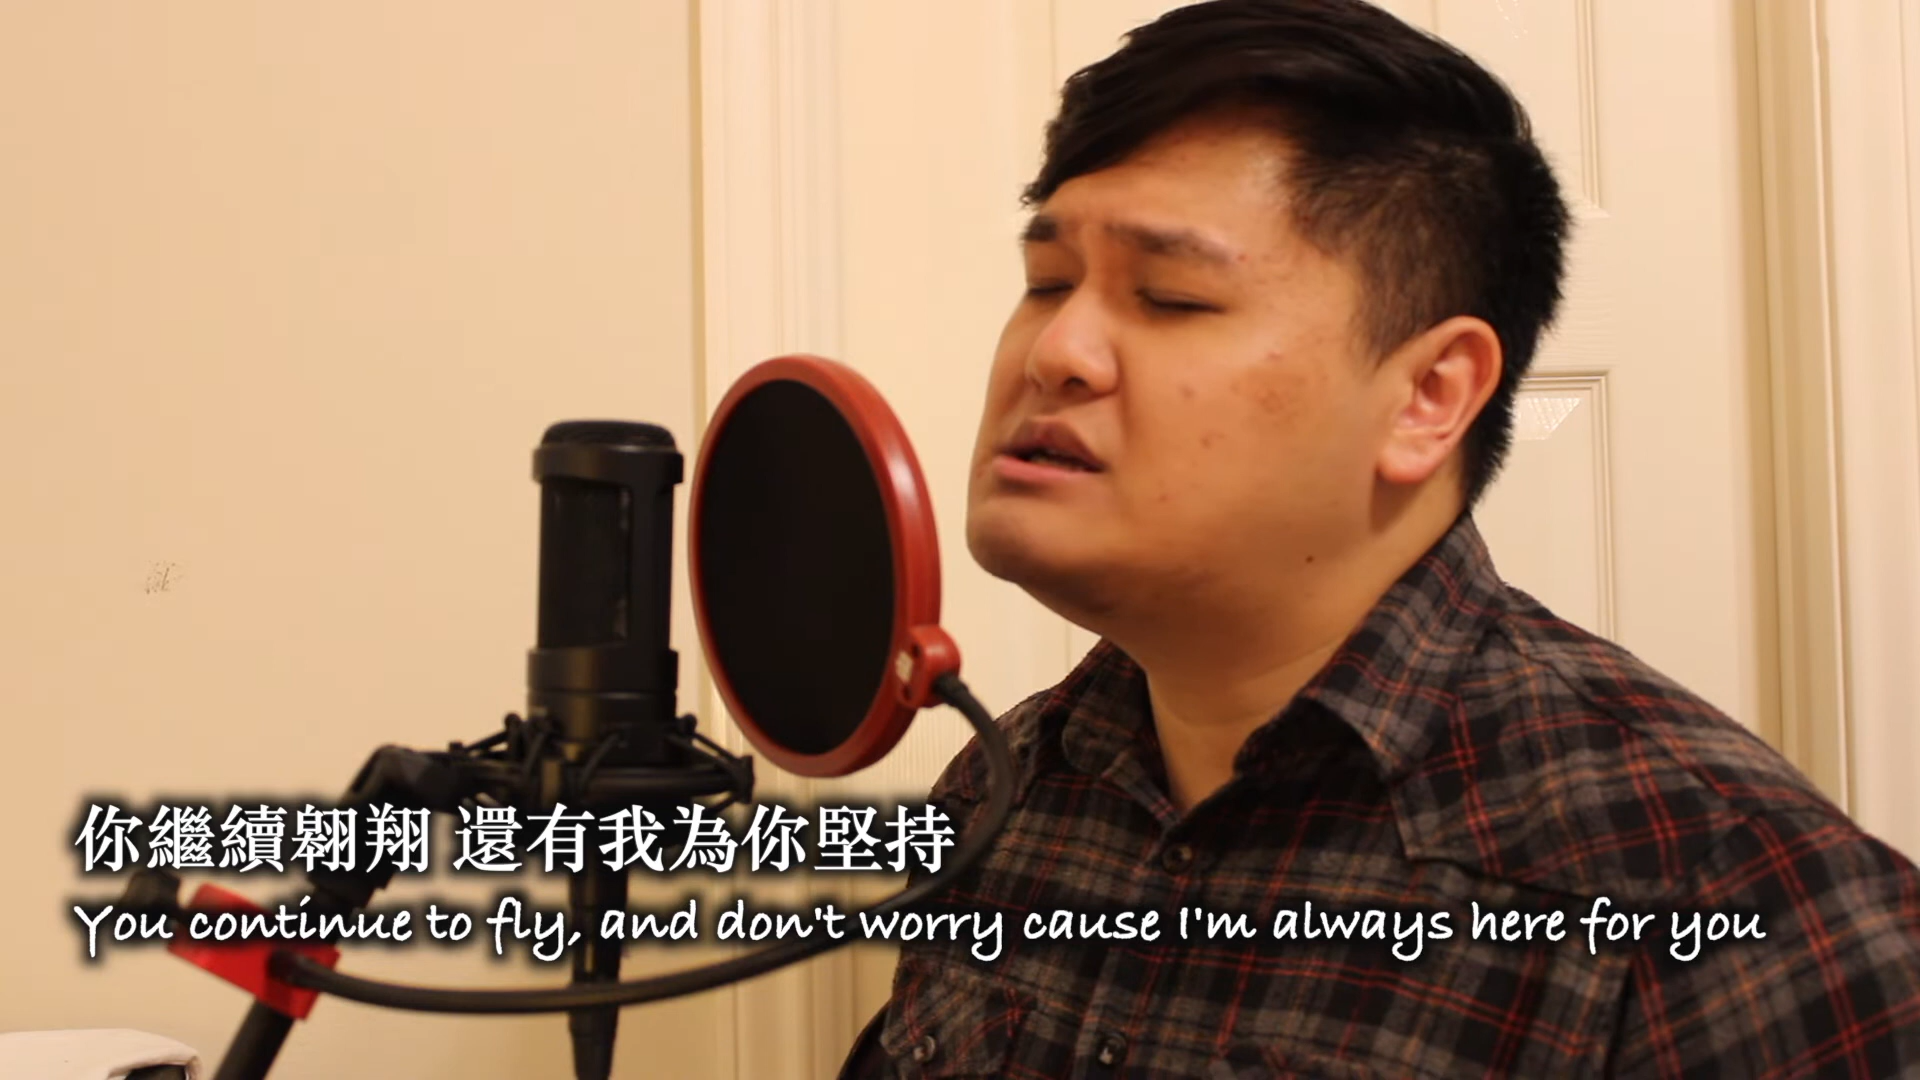 你繼續翱翔 還有我為你堅持
You continue to fly, and don't worry cause I'm always here for you